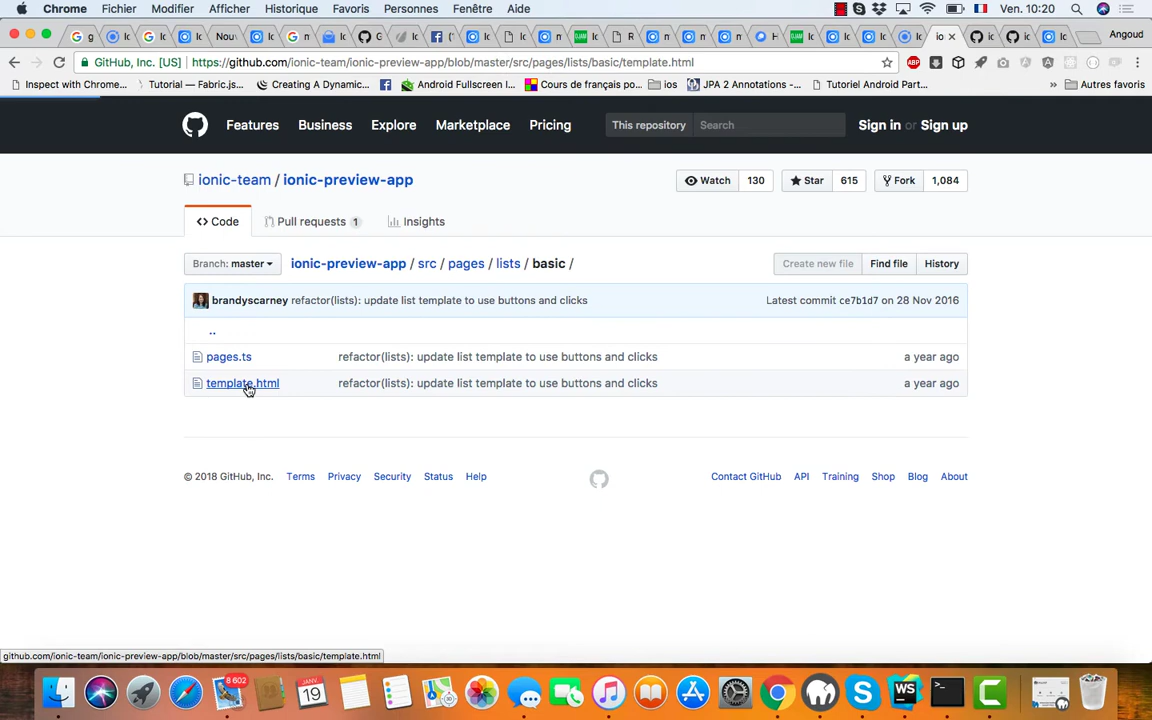 Chrome Fichier Modifier Afficher Historique Favoris Personnes Fenêtre Aide Ven. 10:20
Nou
Angoud
GitHub, Inc. [US] https://github.com/ionic-team/ionic-preview-app/blob/master/src/pages/lists/basic/template.html
Inspect with Chrome... Tutorial — Fabric.js... Creating A Dynamic... Android Fullscreen I... Cours de français po... ios JPA 2 Annotations -... Tutoriel Android Part... » Autres favoris
Features Business Explore Marketplace Pricing This repository Search Sign in or Sign up
ionic-team / ionic-preview-app Watch 130 Star 615 Fork 1,084
Code Pull requests 1 Insights
Branch: master ionic-preview-app / src / pages / lists / basic / Create new file Find file History
brandyscarney refactor(lists): update list template to use buttons and clicks Latest commit ce7b1d7 on 28 Nov 2016
..
pages.ts refactor(lists): update list template to use buttons and clicks a year ago
template.html refactor(lists): update list template to use buttons and clicks a year ago
© 2018 GitHub, Inc. Terms Privacy Security Status Help Contact GitHub API Training Shop Blog About
github.com/ionic-team/ionic-preview-app/blob/master/src/pages/lists/basic/template.html
8 602
JAN
19
WS